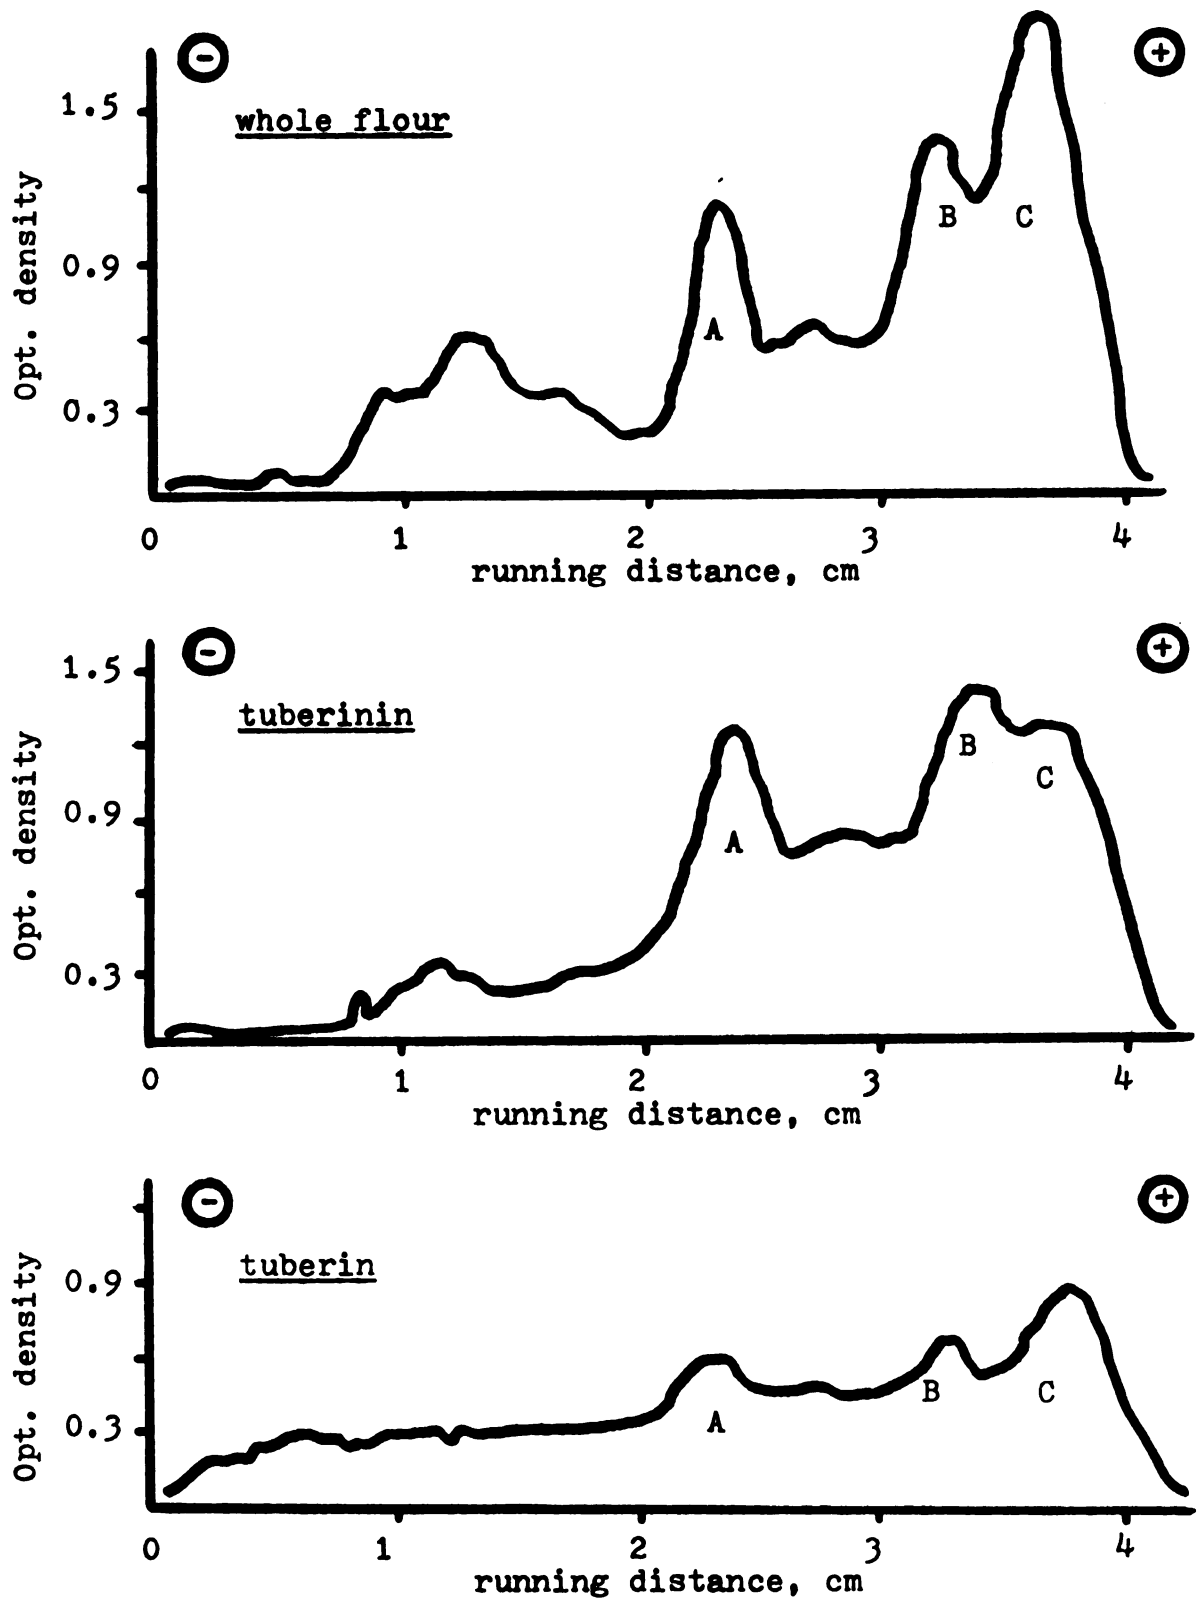 ⊖
⊕
whole flour
1.5
0.9
0.3
Opt. density
A
B
C
0 1 2 3 4
running distance, cm
⊖
⊕
tuberinin
1.5
0.9
0.3
Opt. density
A
B
C
0 1 2 3 4
running distance, cm
⊖
⊕
tuberin
0.9
0.3
Opt. density
A
B
C
0 1 2 3 4
running distance, cm